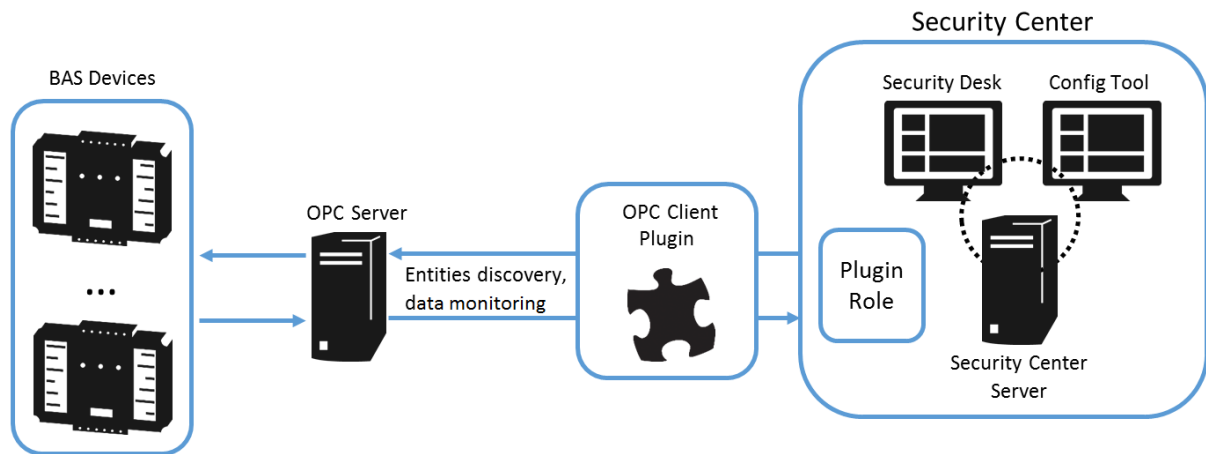 Security Center
BAS Devices
Security Desk
Config Tool
OPC Server
OPC Client
Plugin
Entities discovery,
data monitoring
Plugin
Role
Security Center
Server